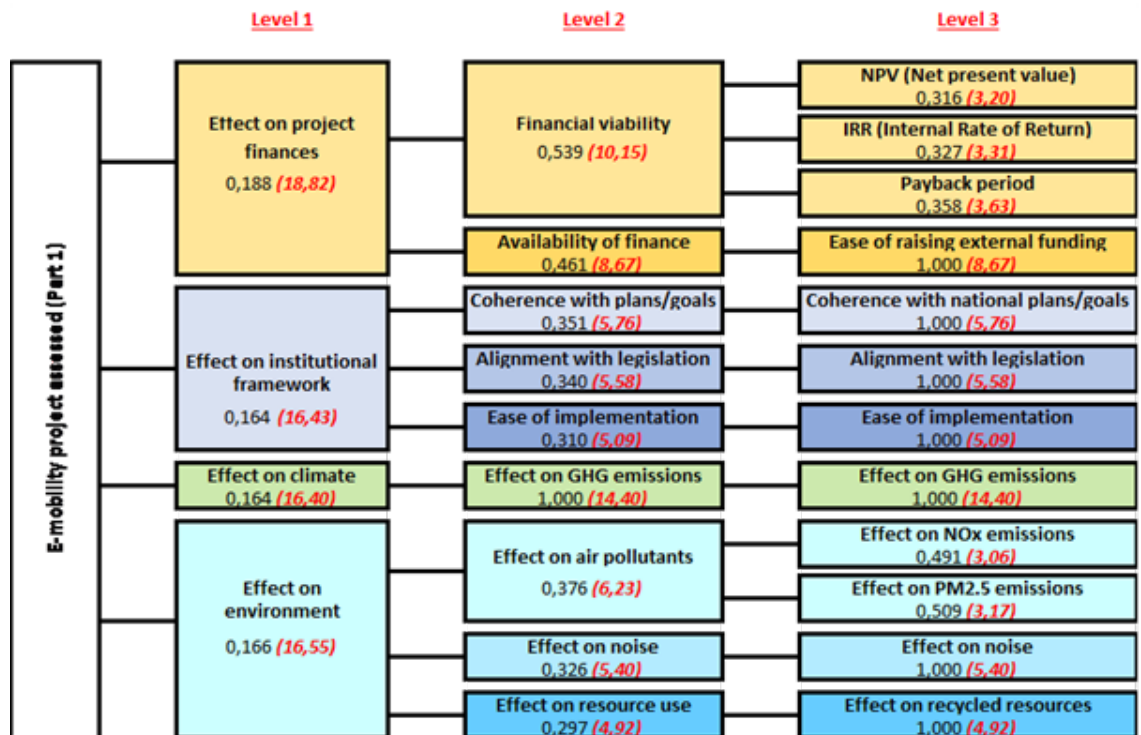 Level 1
Level 2
Level 3
E-mobility project assessed (Part 1)
Effect on project
finances
0,188 (18,82)
Financial viability
0,539 (10,15)
NPV (Net present value)
0,316 (3,20)
IRR (Internal Rate of Return)
0,327 (3,31)
Payback period
0,358 (3,63)
Availability of finance
0,461 (8,67)
Ease of raising external funding
1,000 (8,67)
Effect on institutional
framework
0,164 (16,43)
Coherence with plans/goals
0,351 (5,76)
Coherence with national plans/goals
1,000 (5,76)
Alignment with legislation
0,340 (5,58)
Alignment with legislation
1,000 (5,58)
Ease of implementation
0,310 (5,09)
Ease of implementation
1,000 (5,09)
Effect on climate
0,164 (16,40)
Effect on GHG emissions
1,000 (14,40)
Effect on GHG emissions
1,000 (14,40)
Effect on
environment
0,166 (16,55)
Effect on air pollutants
0,376 (6,23)
Effect on NOx emissions
0,491 (3,06)
Effect on PM2.5 emissions
0,509 (3,17)
Effect on noise
0,326 (5,40)
Effect on noise
1,000 (5,40)
Effect on resource use
0,297 (4,92)
Effect on recycled resources
1,000 (4,92)